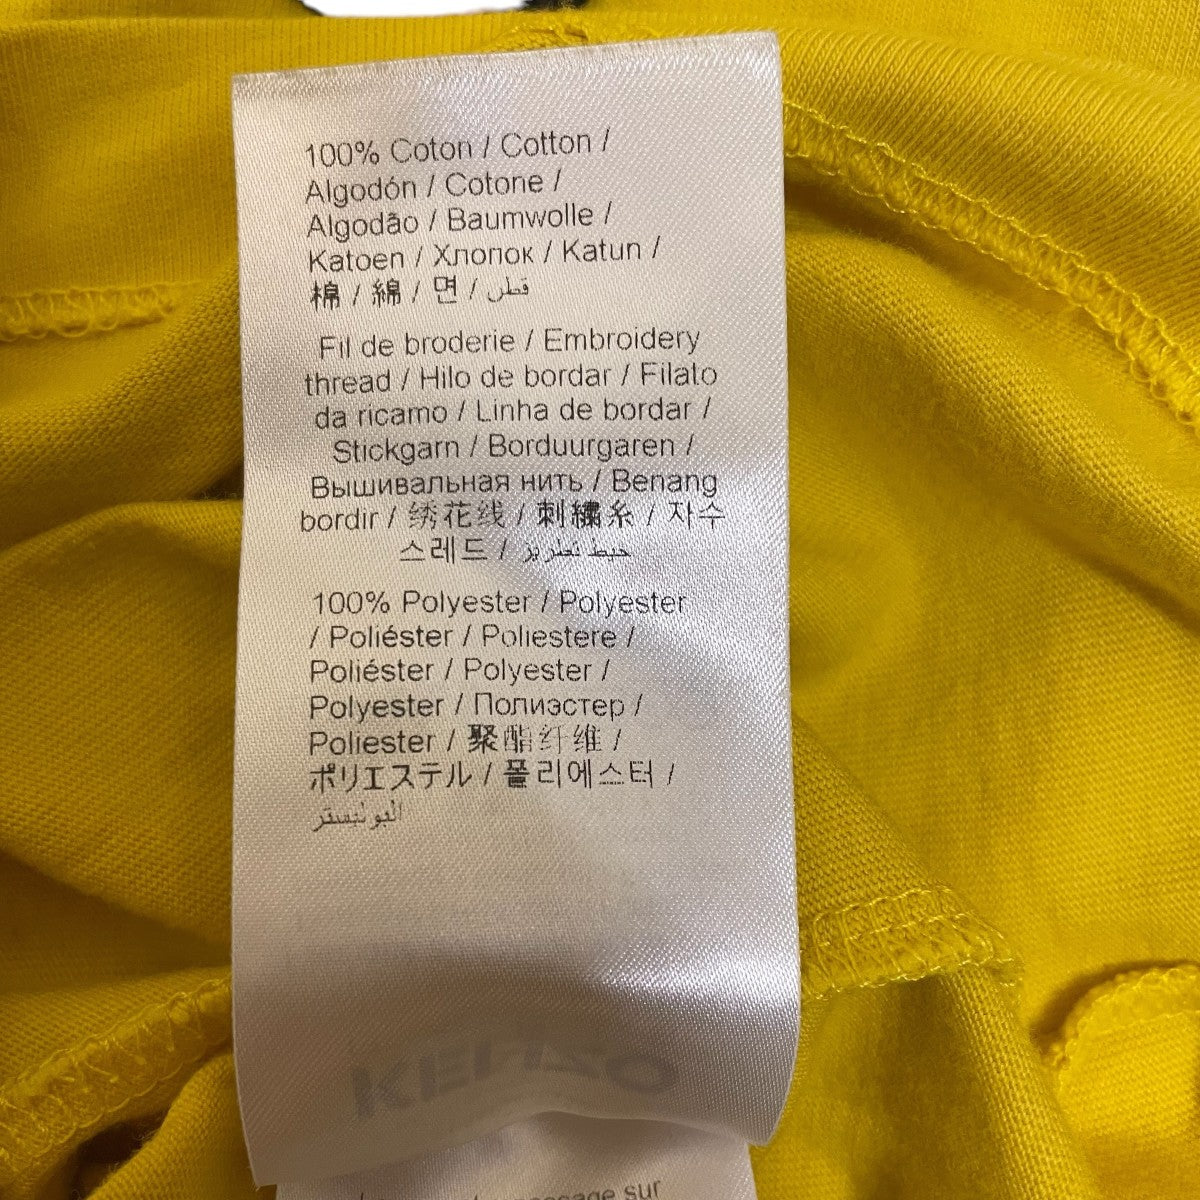 100% Coton / Cotton /
Algodón / Cotone /
Algodão / Baumwolle /
Katoen / Хлопок / Katun /
棉 / 綿 / 면 / قطن
Fil de broderie / Embroidery
thread / Hilo de bordar / Filato
da ricamo / Linha de bordar /
Stickgarn / Borduurgaren /
Вышивальная нить / Benang
bordir / 绣花线 / 刺繍糸 / 자수
스레드 / خيط تطريز
100% Polyester / Polyester
/ Poliéster / Poliestere /
Poliéster / Polyester /
Polyester / Полиэстер /
Poliester / 聚酯纤维 /
ポリエステル / 폴리에스터 /
البوليستر
KENZO
sur